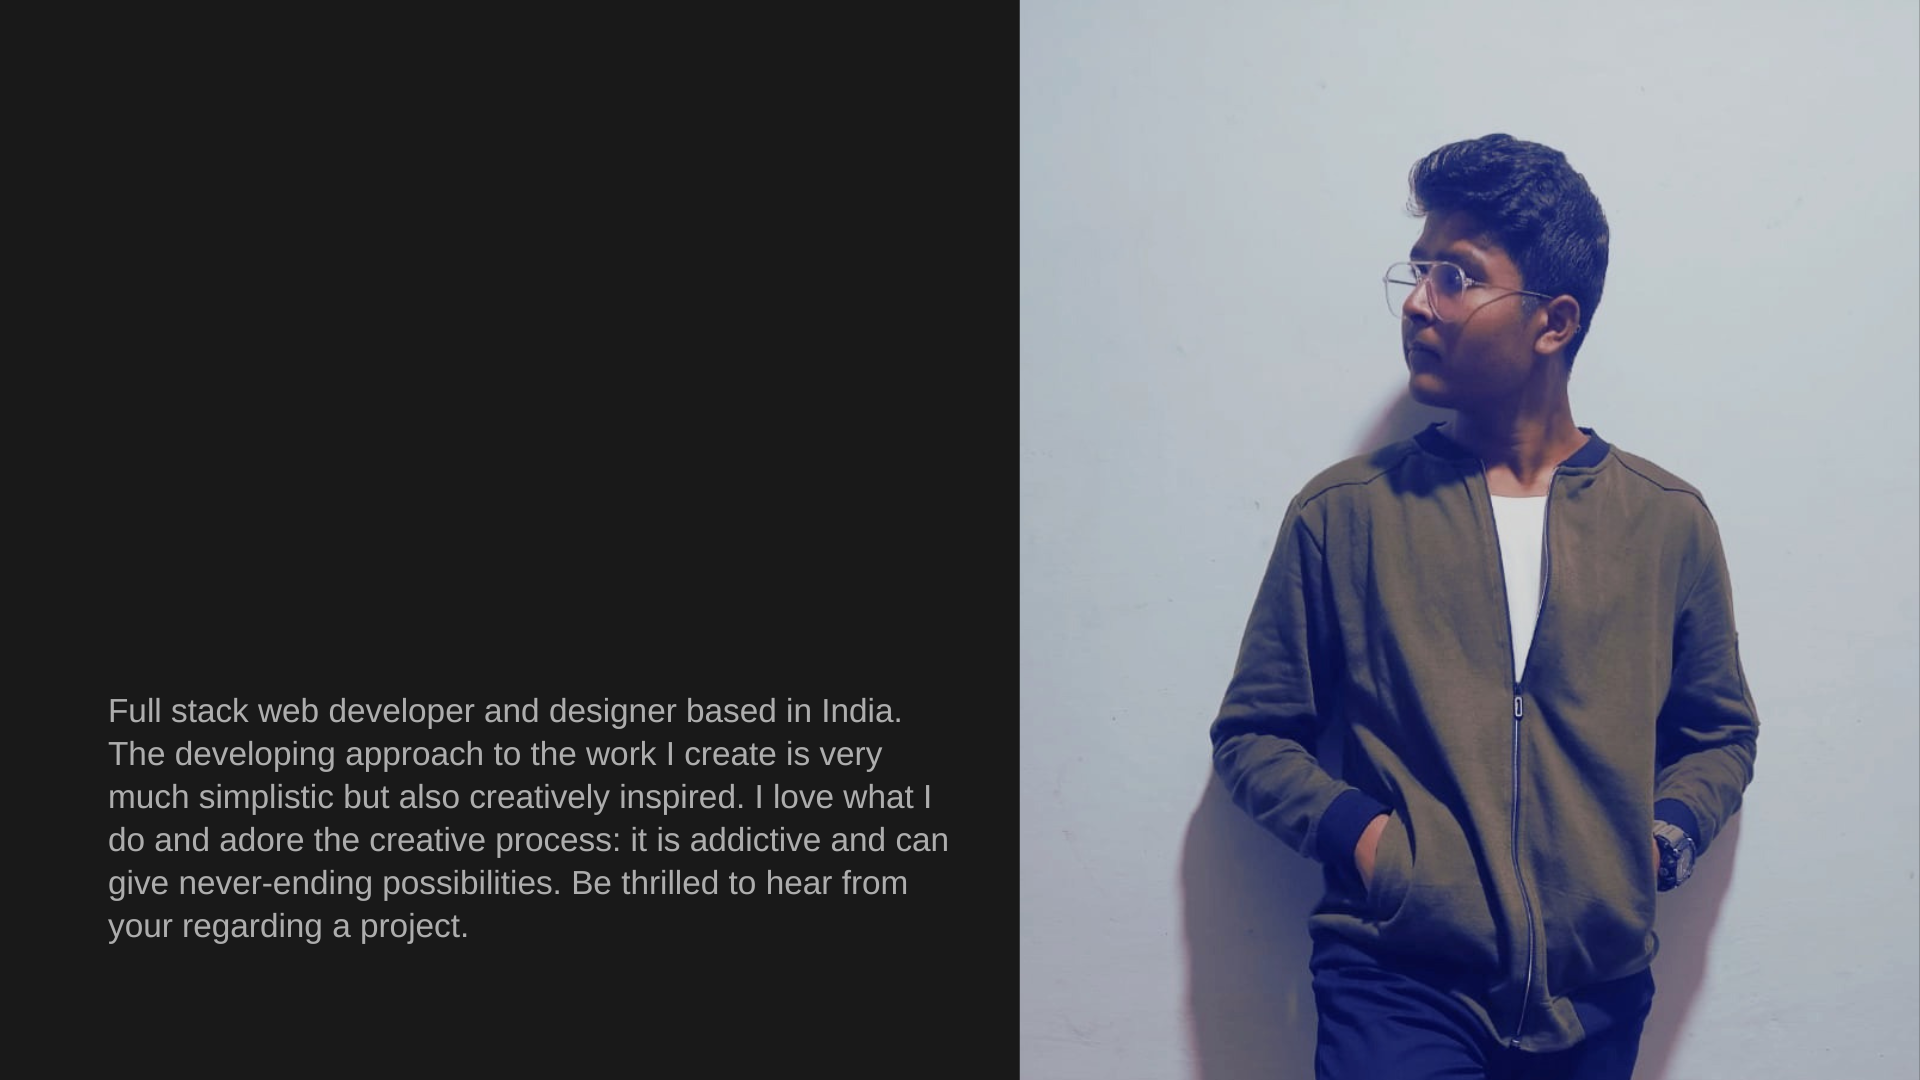 Full stack web developer and designer based in India.
The developing approach to the work I create is very
much simplistic but also creatively inspired. I love what I
do and adore the creative process: it is addictive and can
give never-ending possibilities. Be thrilled to hear from
your regarding a project.